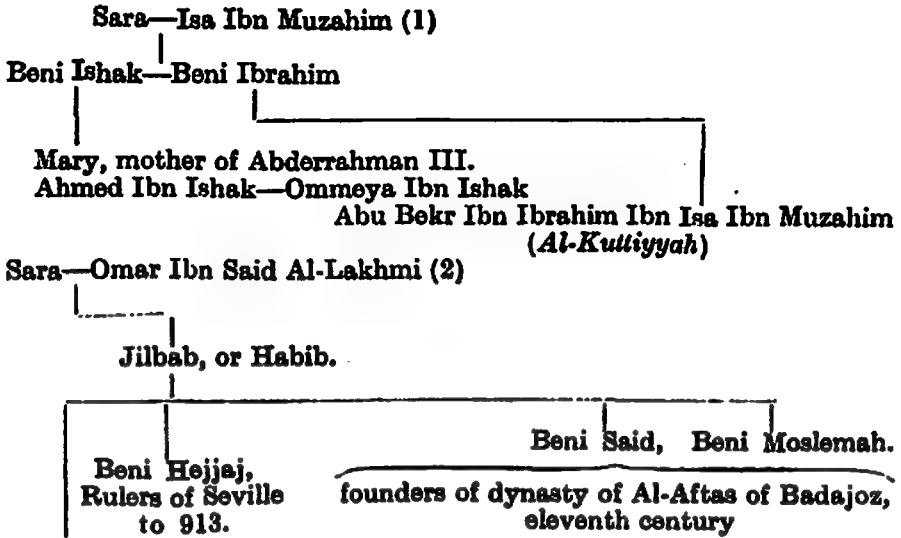 Sara—Isa Ibn Muzahim (1)
Beni Ishak—Beni Ibrahim
Mary, mother of Abderrahman III.
Ahmed Ibn Ishak—Ommeya Ibn Ishak
Abu Bekr Ibn Ibrahim Ibn Isa Ibn Muzahim
(Al-Kuttiyyah)
Sara—Omar Ibn Said Al-Lakhmi (2)
Jilbab, or Habib.
Beni Said, Beni Moslemah.
Beni Hejjaj,
Rulers of Seville
to 913.
founders of dynasty of Al-Aftas of Badajoz,
eleventh century